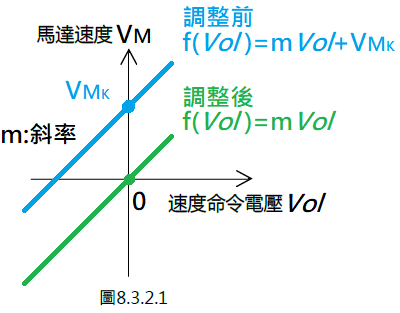 馬達速度VM
調整前
f(Vol)=mVol+VMK
VMK
調整後
f(Vol)=mVol
m:斜率
0
速度命令電壓Vol
圖8.3.2.1